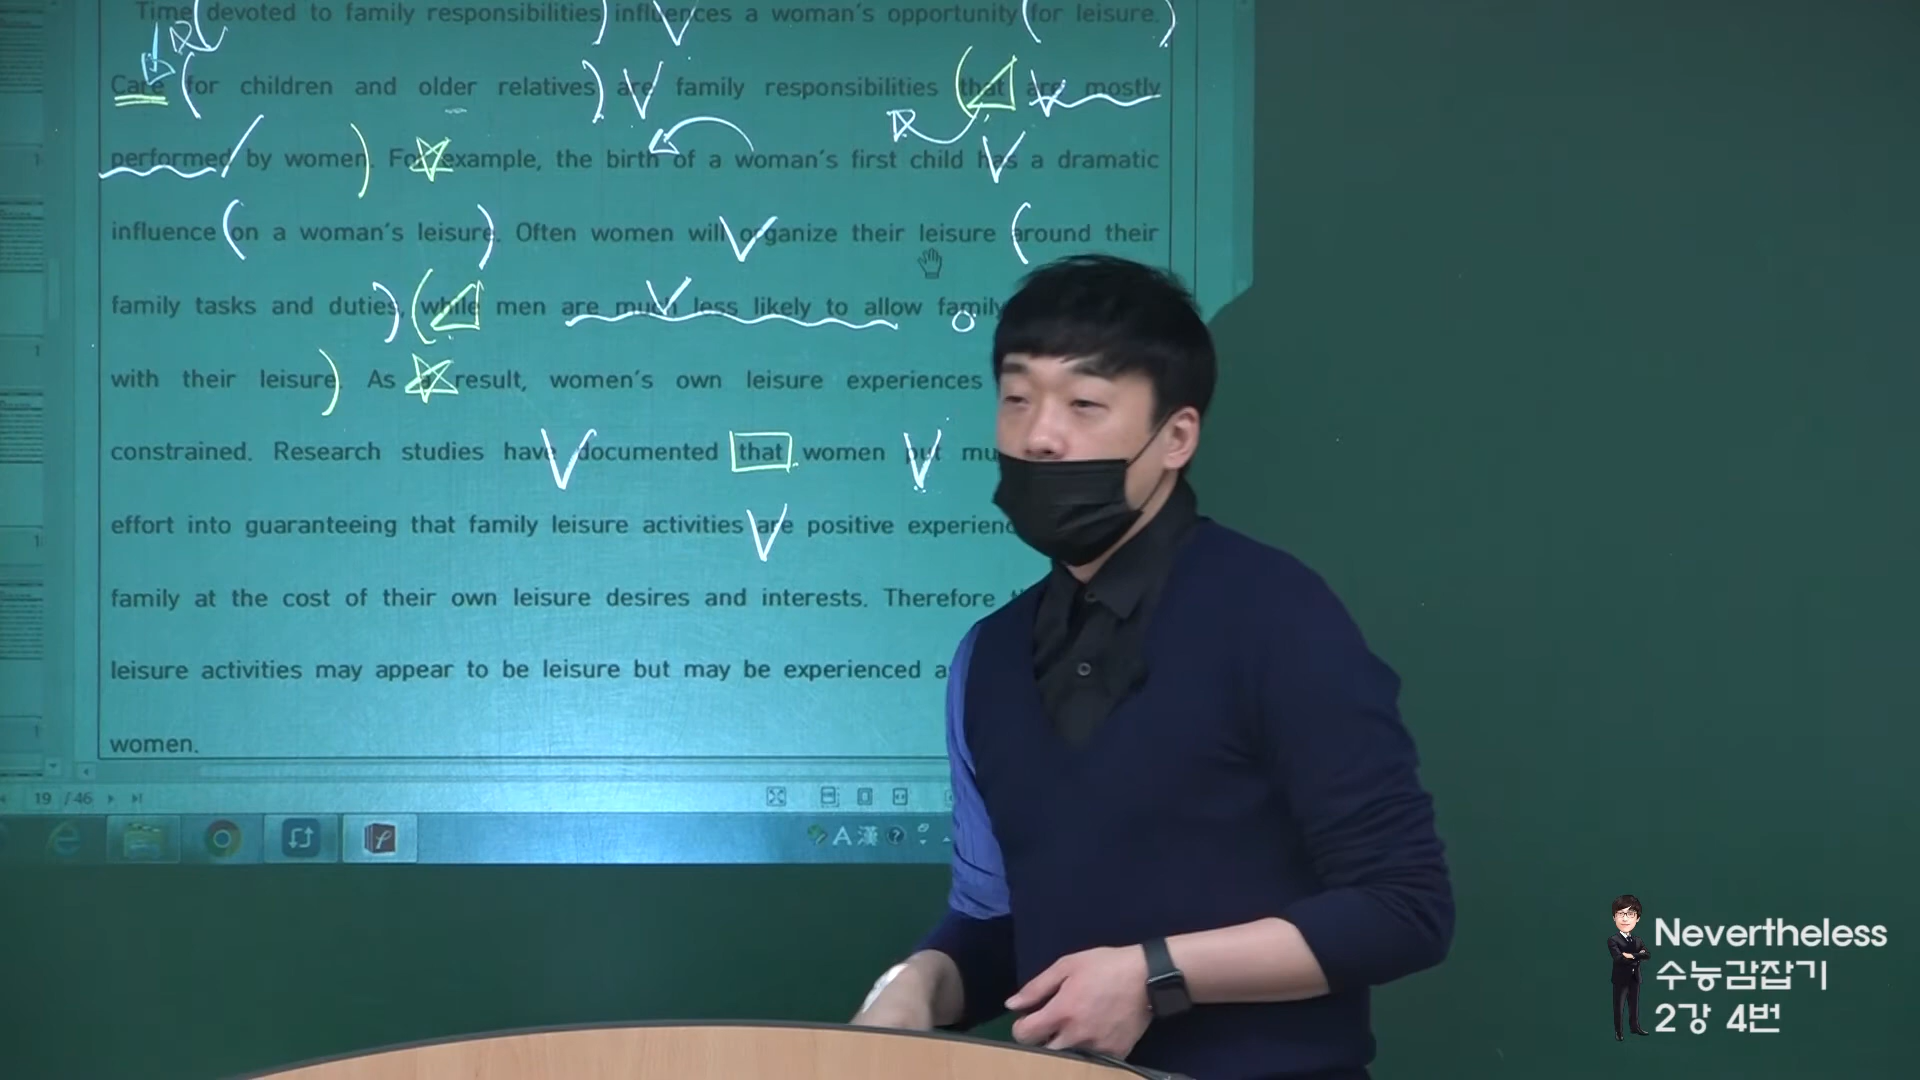 Time devoted to family responsibilities influences a woman's opportunity for leisure.
Care for children and older relatives are family responsibilities that are mostly
performed by women. For example, the birth of a woman's first child has a dramatic
influence on a woman's leisure. Often women will organize their leisure around their
family tasks and duties, while men are much less likely to allow family
with their leisure. As a result, women's own leisure experiences
constrained. Research studies have documented that women put mu
effort into guaranteeing that family leisure activities are positive experienc
family at the cost of their own leisure desires and interests. Therefore
leisure activities may appear to be leisure but may be experienced a
women.
19 / 46
A 漢
Nevertheless
수능감잡기
2강 4번